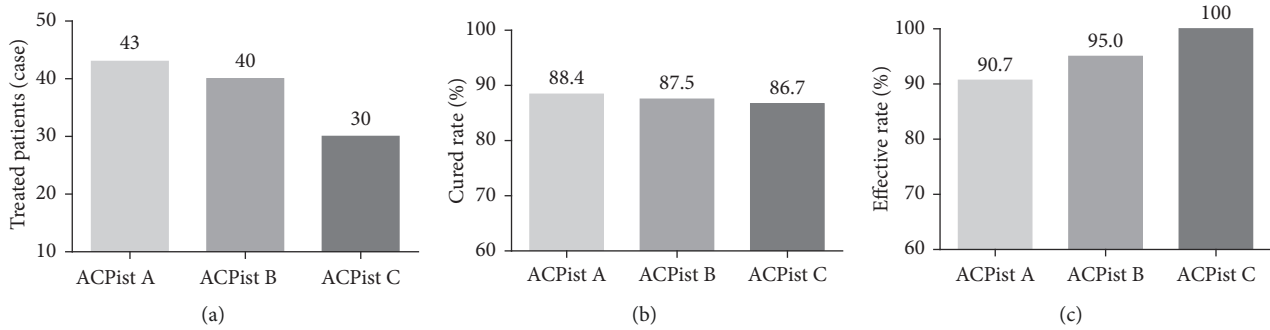 Treated patients (case)
50
40
30
20
10
43
40
30
ACPist A
ACPist B
ACPist C
(a)
Cured rate (%)
100
90
80
70
60
88.4
87.5
86.7
ACPist A
ACPist B
ACPist C
(b)
Effective rate (%)
100
90
80
70
60
90.7
95.0
100
ACPist A
ACPist B
ACPist C
(c)